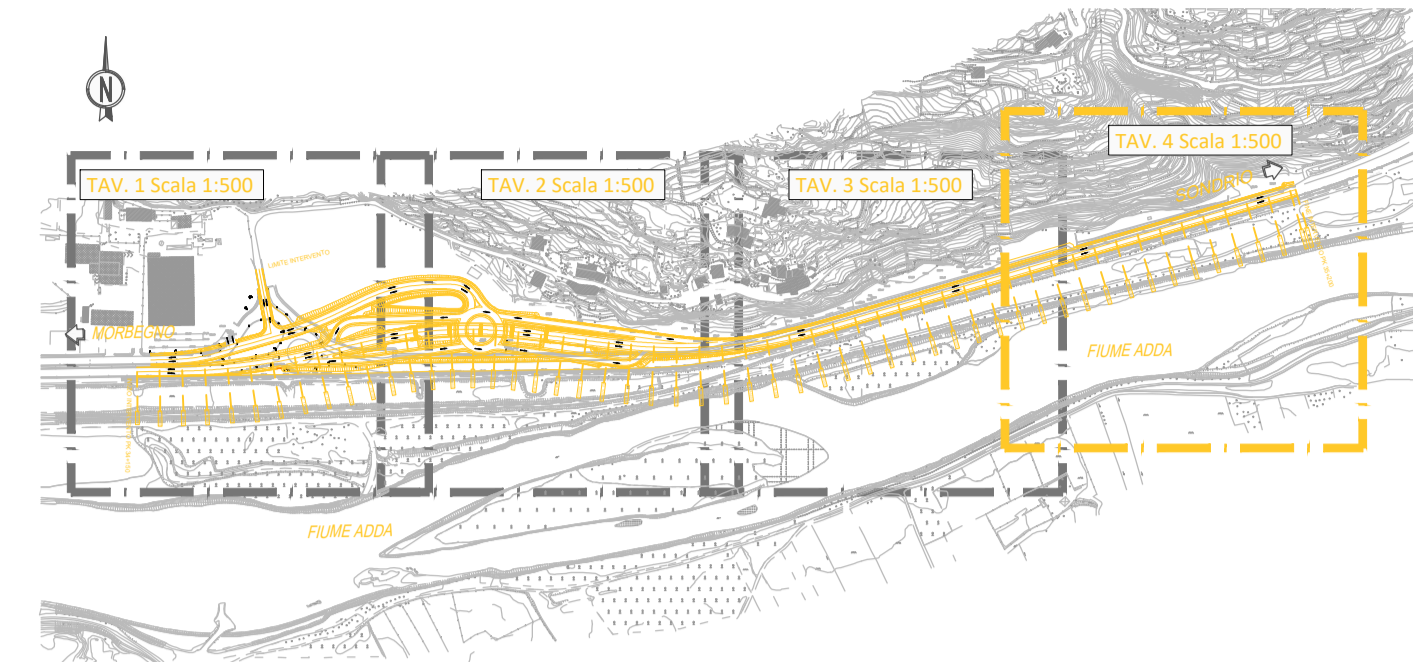 N
TAV. 4 Scala 1:500
TAV. 1 Scala 1:500
TAV. 2 Scala 1:500
TAV. 3 Scala 1:500
SONDRIO
LIMITE INTERVENTO
MORBEGNO
FIUME ADDA
FIUME ADDA